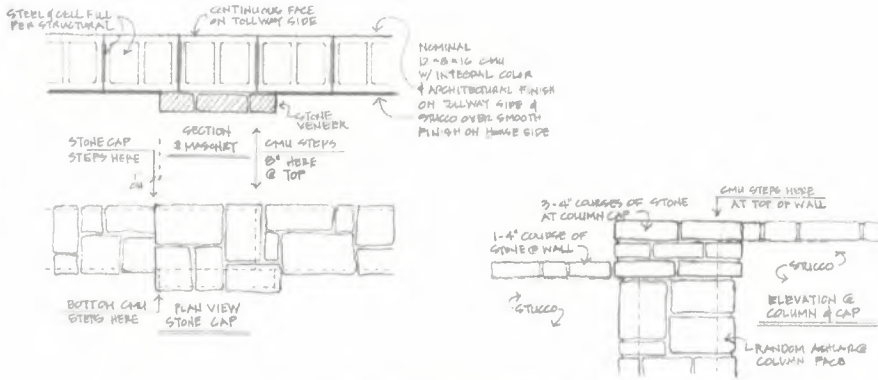 STEEL & CELL FILL
PER STRUCTURAL
CONTINUOUS FACE
ON TOLLWAY SIDE
NOMINAL
12 × 8 × 16 CMU
W/ INTEGRAL COLOR
& ARCHITECTURAL FINISH
ON TOLLWAY SIDE &
STUCCO OVER SMOOTH
FINISH ON HOUSE SIDE
STONE
VENEER
SECTION
@ MASONRY
STONE CAP
STEPS HERE
CMU STEPS
8" HERE
@ TOP
BOTTOM CMU
STEPS HERE
PLAN VIEW
STONE CAP
3-4" COURSES OF STONE
AT COLUMN CAP
CMU STEPS HERE
AT TOP OF WALL
1-4" COURSE OF
STONE @ WALL
STUCCO
STUCCO
ELEVATION @
COLUMN & CAP
RANDOM ASHLAR @
COLUMN FACE